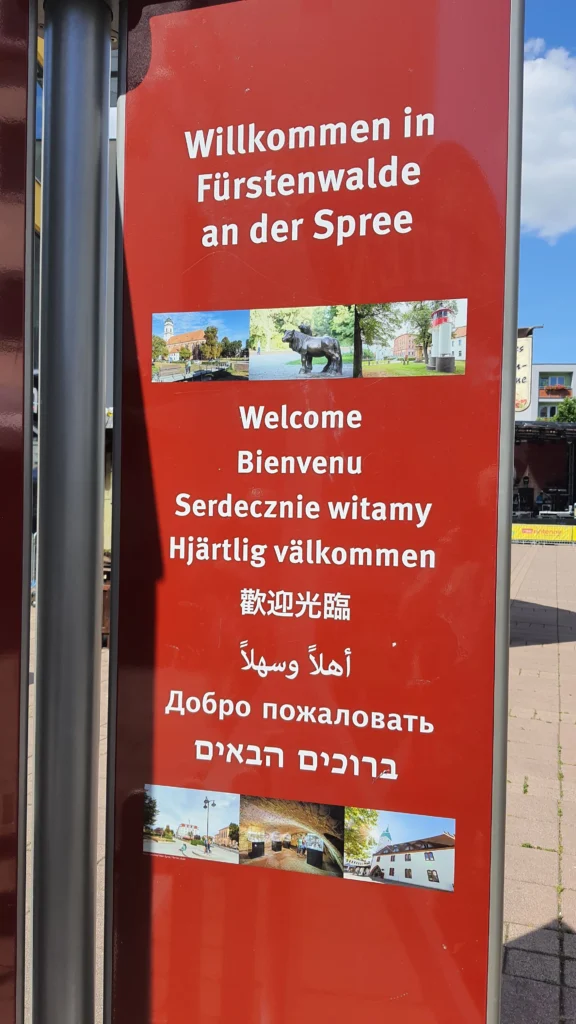 Willkommen in
Fürstenwalde
an der Spree
Welcome
Bienvenu
Serdecznie witamy
Hjärtlig välkommen
歡迎光臨
أهلاً وسهلاً
Добро пожаловать
ברוכים הבאים